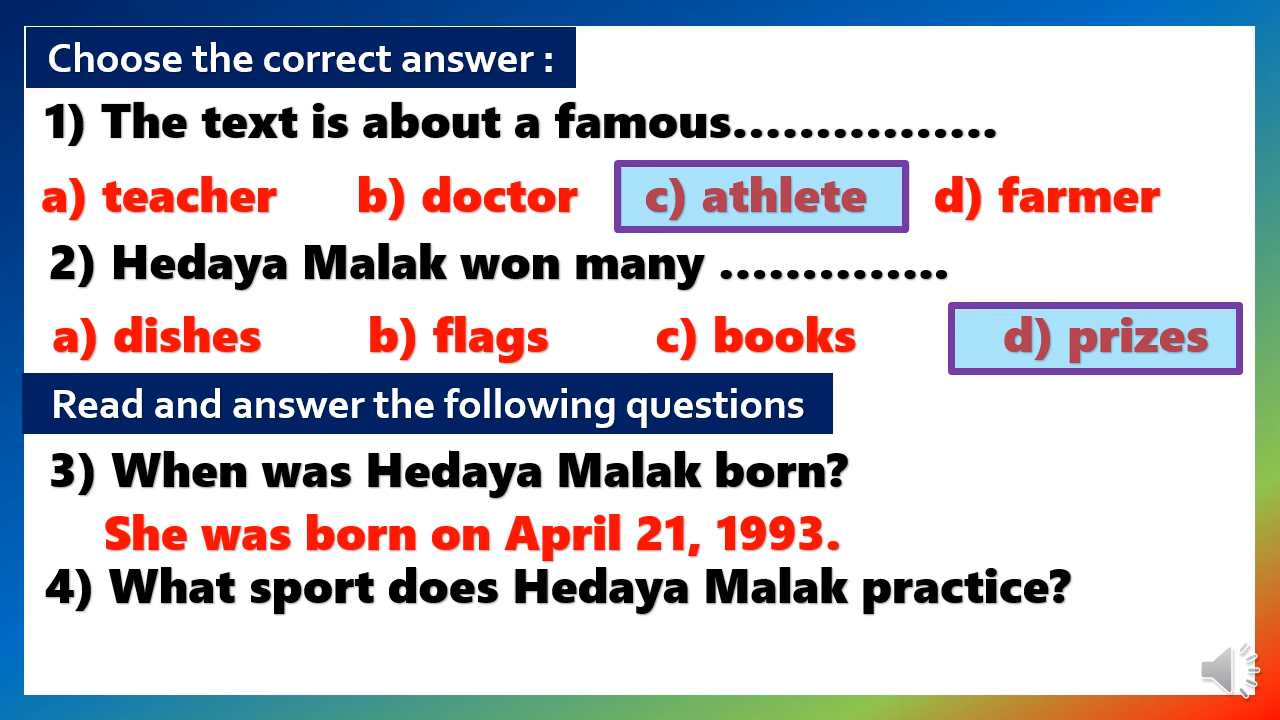 Choose the correct answer :
1) The text is about a famous................
a) teacher b) doctor c) athlete d) farmer
2) Hedaya Malak won many ..............
a) dishes b) flags c) books d) prizes
Read and answer the following questions
3) When was Hedaya Malak born?
She was born on April 21, 1993.
4) What sport does Hedaya Malak practice?